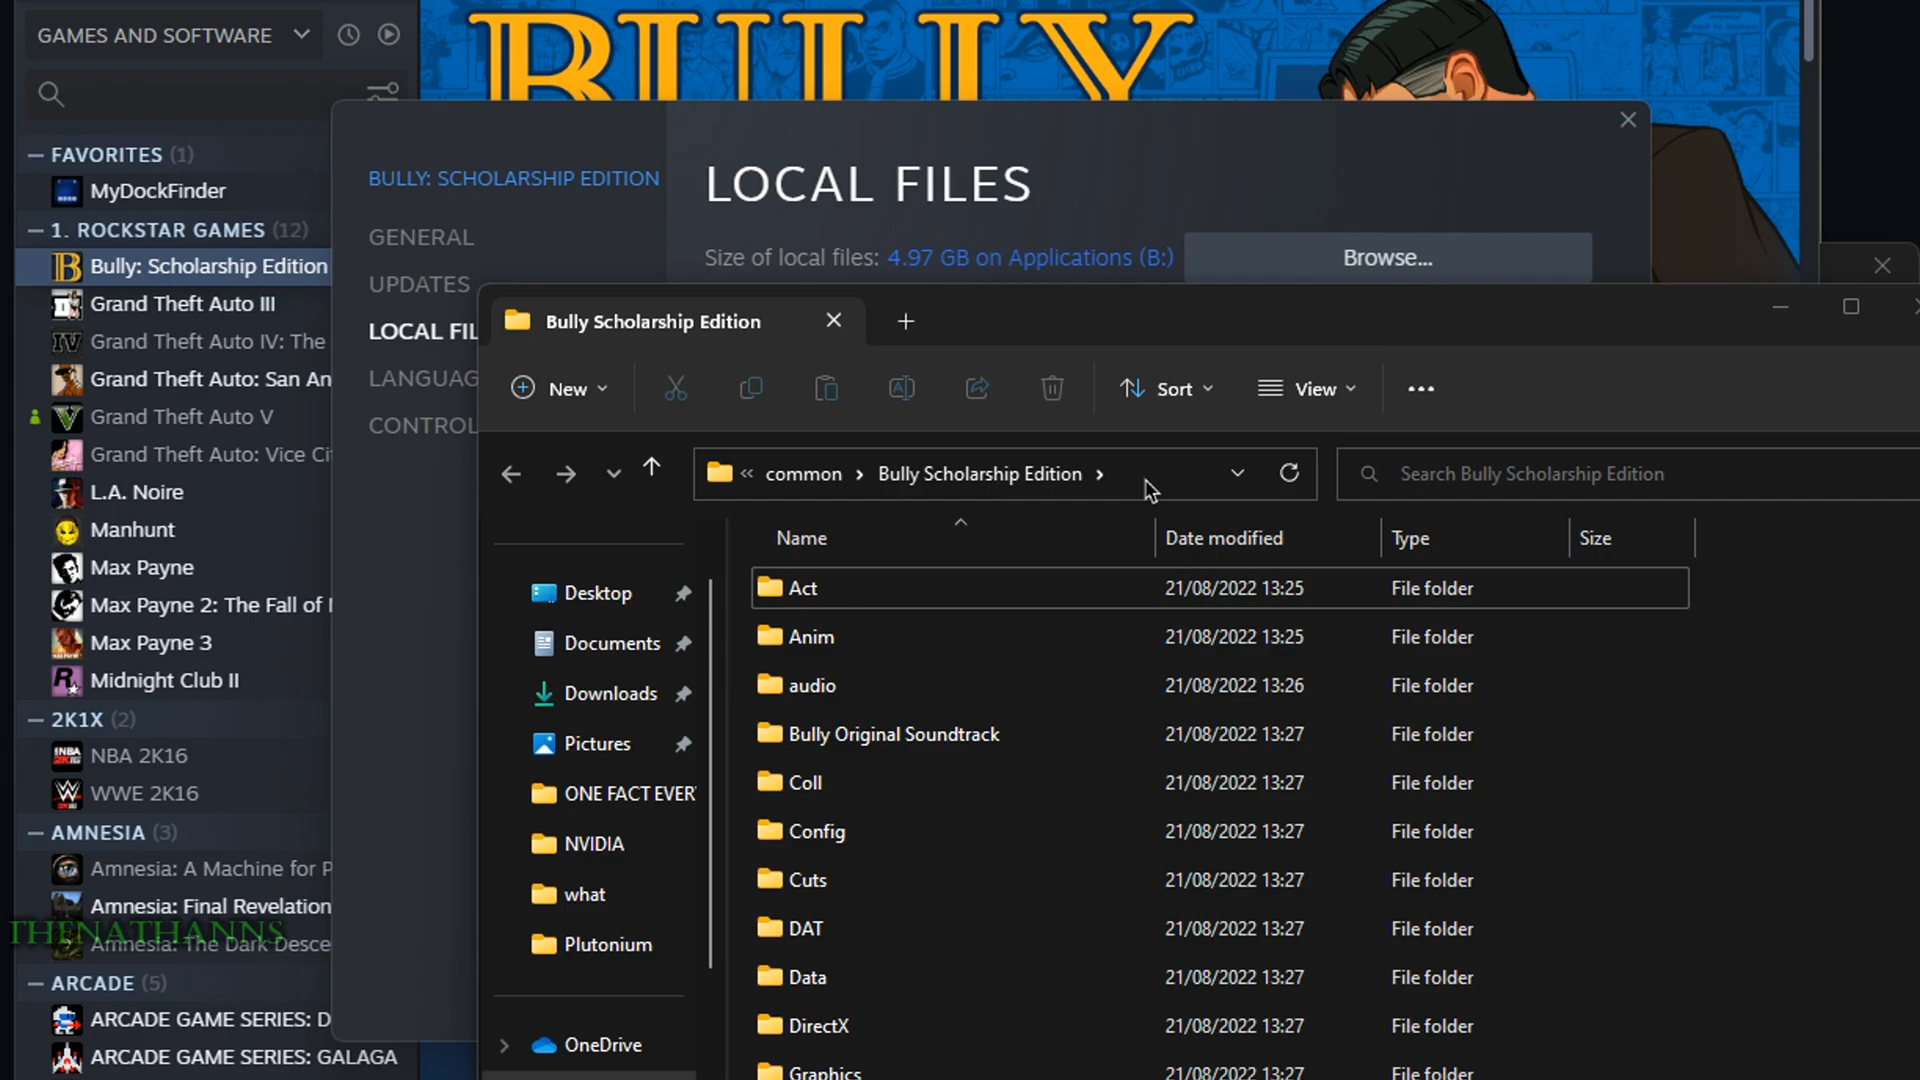 GAMES AND SOFTWARE
BULLY
FAVORITES (1)
MyDockFinder
1. ROCKSTAR GAMES (12)
Bully: Scholarship Edition
Grand Theft Auto III
Grand Theft Auto IV: The
Grand Theft Auto: San An
Grand Theft Auto V
Grand Theft Auto: Vice Ci
L.A. Noire
Manhunt
Max Payne
Max Payne 2: The Fall of
Max Payne 3
Midnight Club II
2K1X (2)
NBA 2K16
WWE 2K16
AMNESIA (3)
Amnesia: A Machine for P
Amnesia: Final Revelation
THENATHANNS
Amnesia: The Dark Desce
ARCADE (5)
ARCADE GAME SERIES: D
ARCADE GAME SERIES: GALAGA
BULLY: SCHOLARSHIP EDITION
GENERAL
UPDATES
LOCAL FIL
LANGUAG
CONTROL
LOCAL FILES
Size of local files: 4.97 GB on Applications (B:)
Browse...
Bully Scholarship Edition
New
Sort
View
common › Bully Scholarship Edition ›
Search Bully Scholarship Edition
Desktop
Documents
Downloads
Pictures
ONE FACT EVER
NVIDIA
what
Plutonium
OneDrive
Name Date modified Type Size
Act 21/08/2022 13:25 File folder
Anim 21/08/2022 13:25 File folder
audio 21/08/2022 13:26 File folder
Bully Original Soundtrack 21/08/2022 13:27 File folder
Coll 21/08/2022 13:27 File folder
Config 21/08/2022 13:27 File folder
Cuts 21/08/2022 13:27 File folder
DAT 21/08/2022 13:27 File folder
Data 21/08/2022 13:27 File folder
DirectX 21/08/2022 13:27 File folder
Graphics 21/08/2022 13:27 File folder